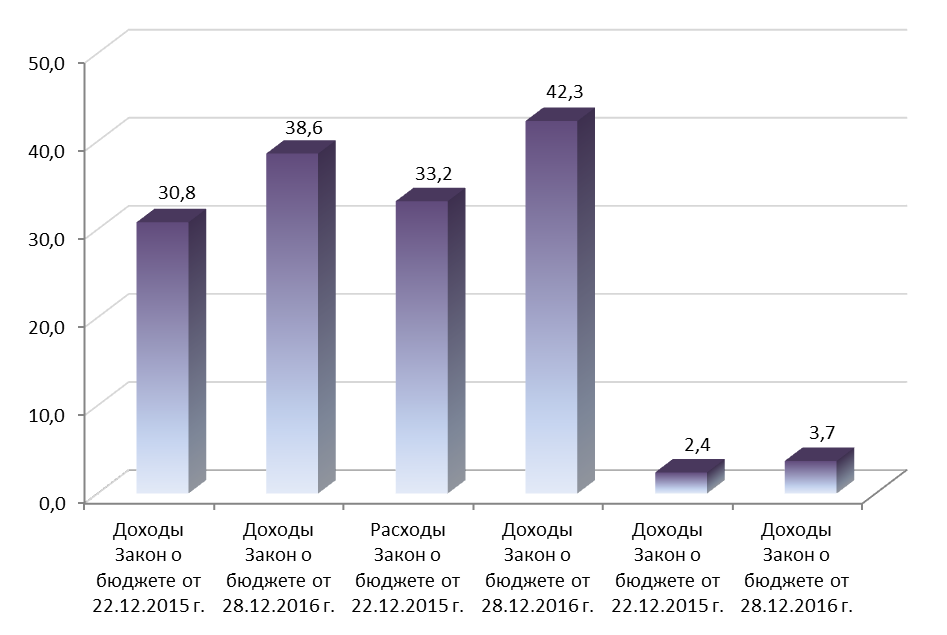 50,0
40,0
30,0
20,0
10,0
0,0
30,8
38,6
33,2
42,3
2,4
3,7
Доходы
Закон о
бюджете от
22.12.2015 г.
Доходы
Закон о
бюджете от
28.12.2016 г.
Расходы
Закон о
бюджете от
22.12.2015 г.
Доходы
Закон о
бюджете от
28.12.2016 г.
Доходы
Закон о
бюджете от
22.12.2015 г.
Доходы
Закон о
бюджете от
28.12.2016 г.